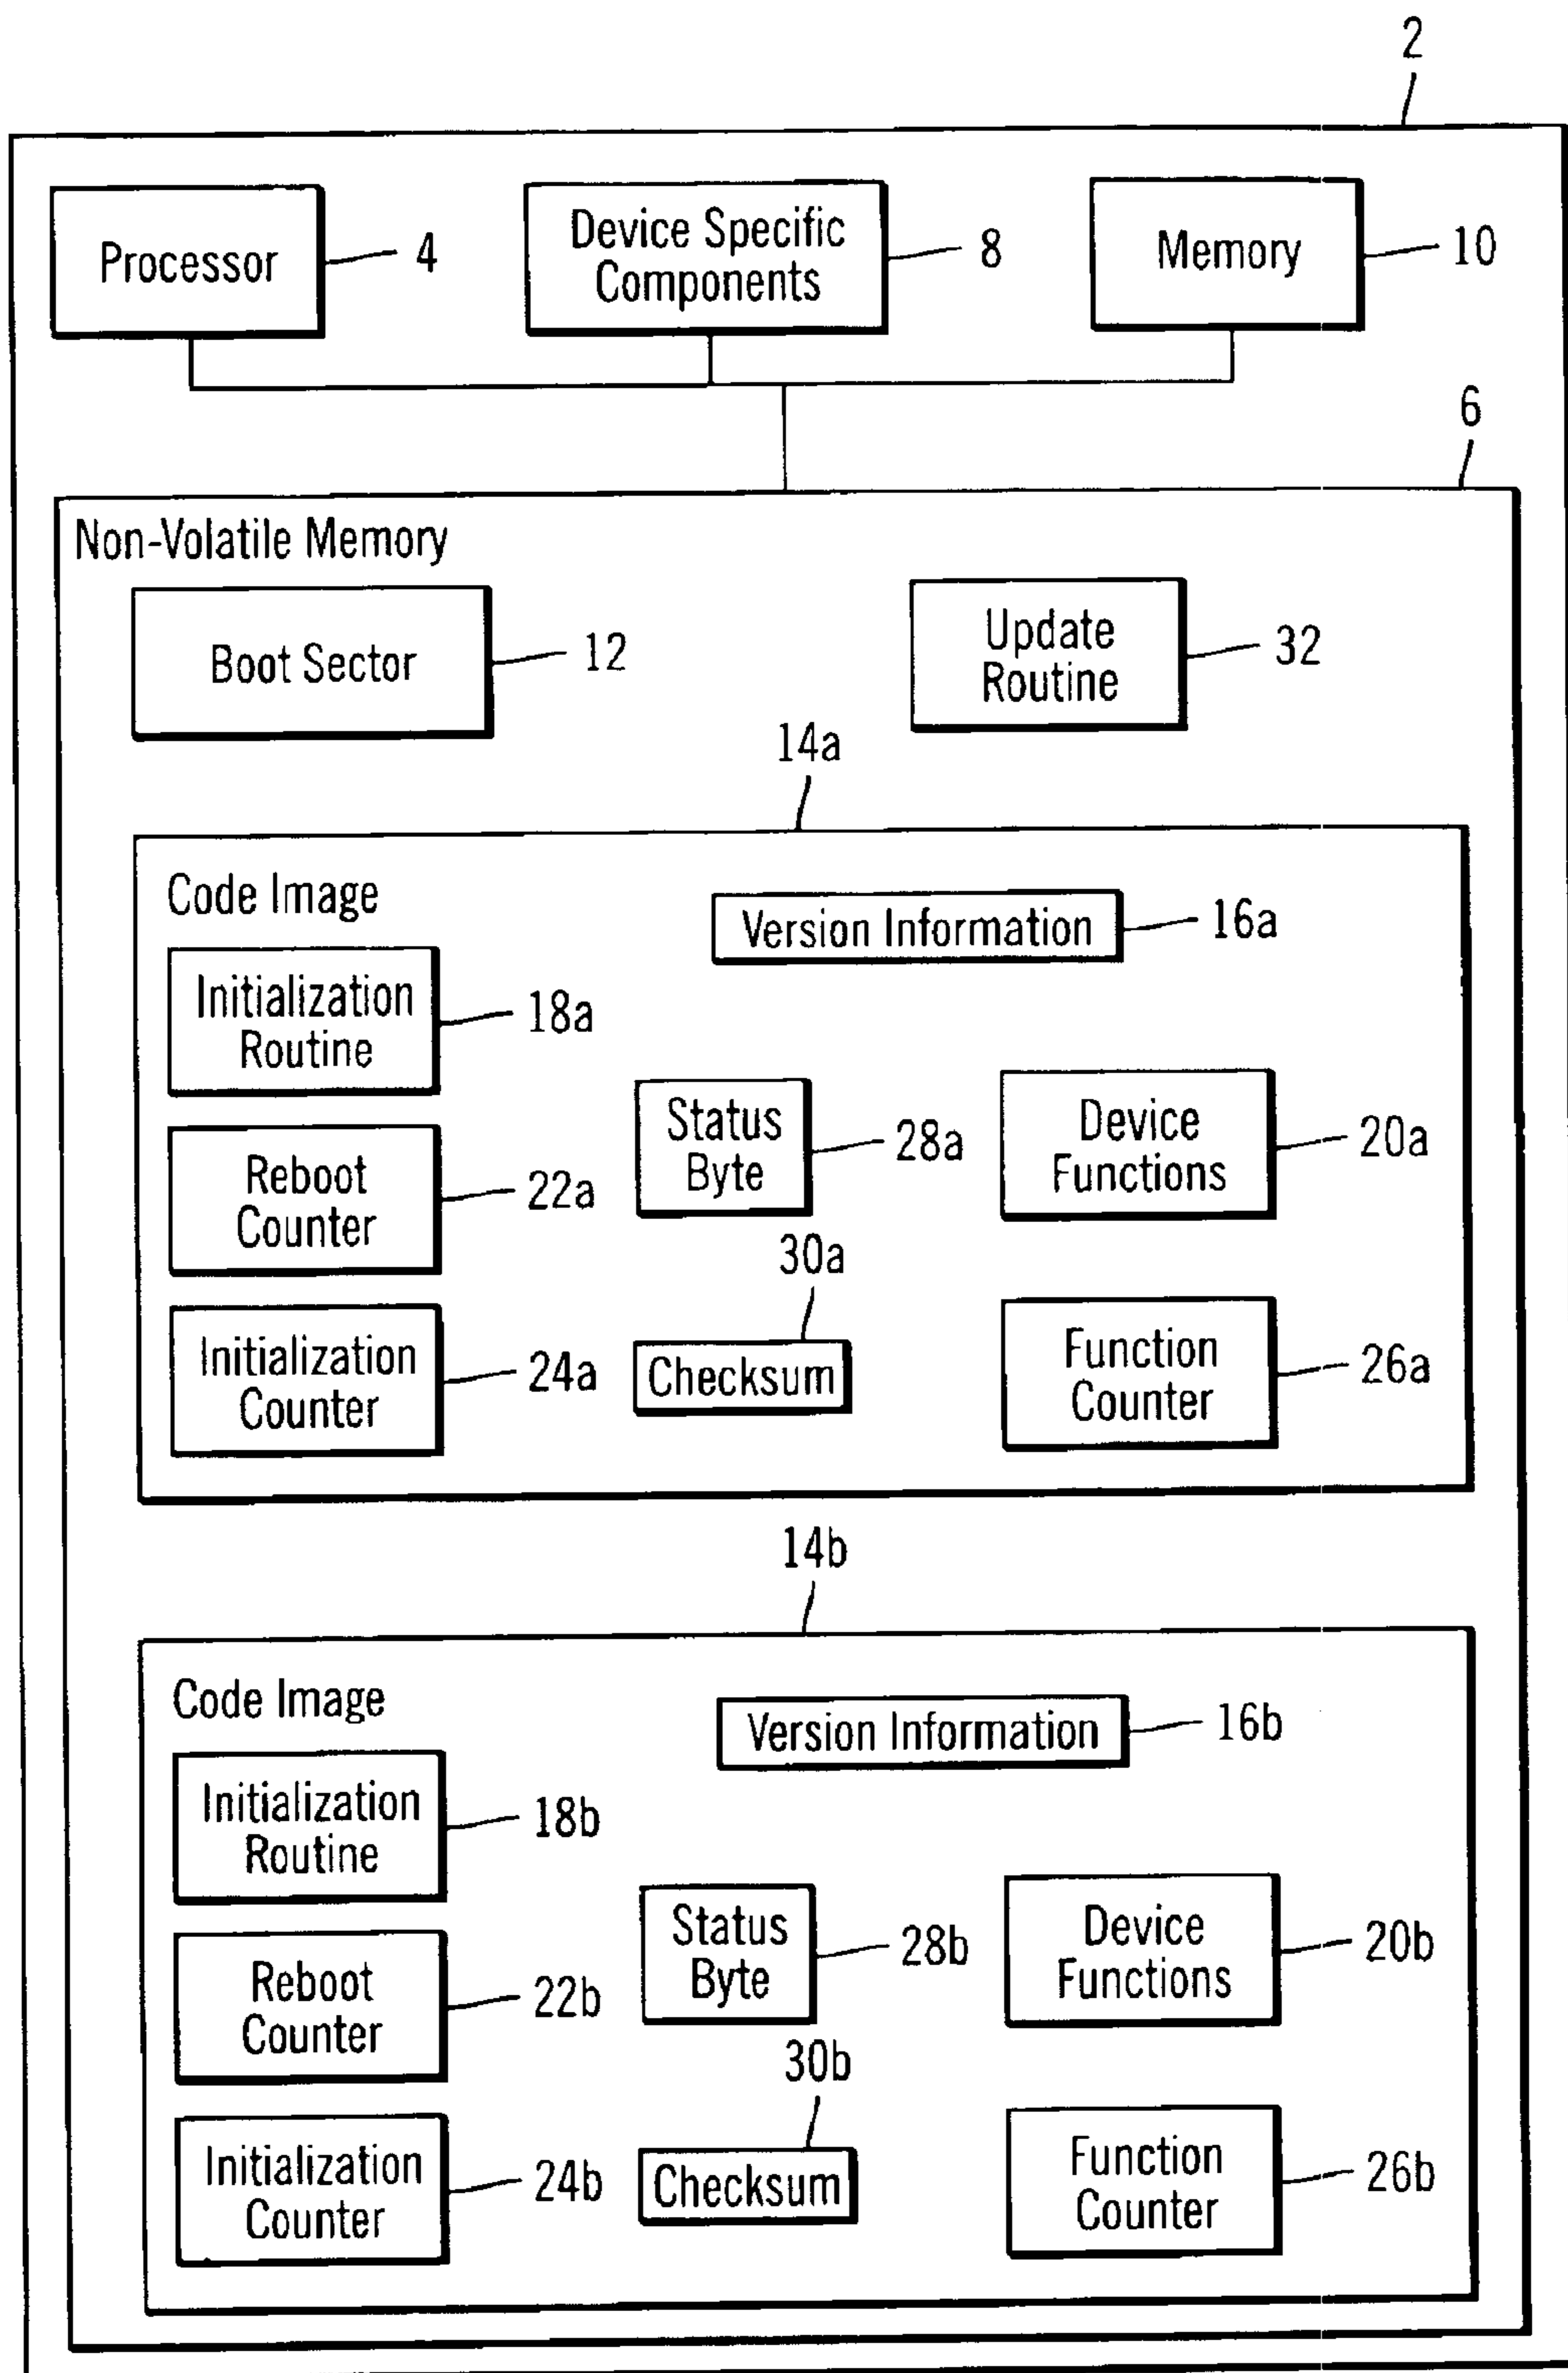 2
Processor
4
Device Specific
Components
8
Memory
10
6
Non-Volatile Memory
Boot Sector
12
Update
Routine
32
14a
Code Image
Version Information
16a
Initialization
Routine
18a
Status
Byte
28a
Device
Functions
20a
Reboot
Counter
22a
30a
Initialization
Counter
24a
Checksum
Function
Counter
26a
14b
Code Image
Version Information
16b
Initialization
Routine
18b
Status
Byte
28b
Device
Functions
20b
Reboot
Counter
22b
30b
Initialization
Counter
24b
Checksum
Function
Counter
26b